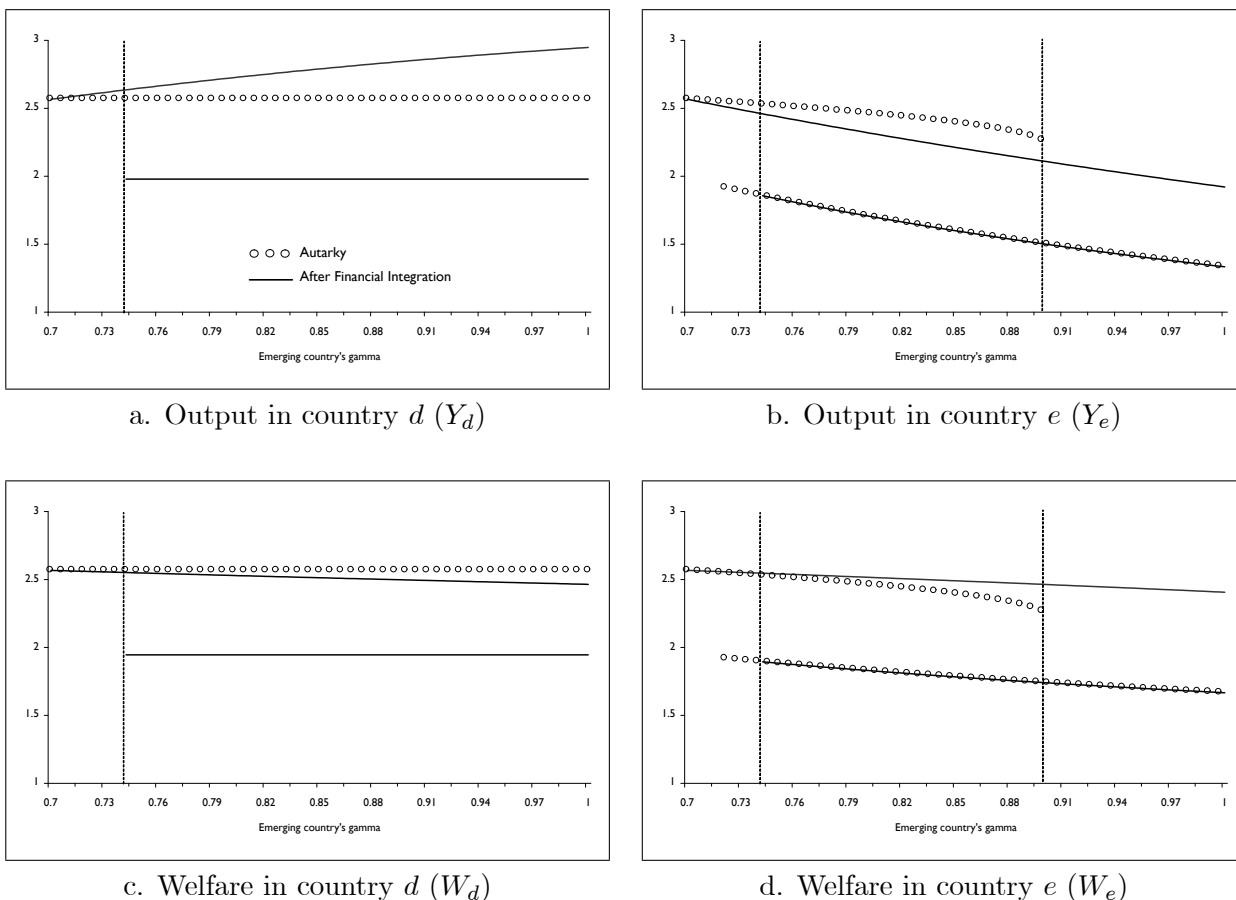 3
2.5
2
1.5
1
Autarky
After Financial Integration
0.7 0.73 0.76 0.79 0.82 0.85 0.88 0.91 0.94 0.97 1
Emerging country's gamma
a. Output in country d (Y_d)
3
2.5
2
1.5
1
0.7 0.73 0.76 0.79 0.82 0.85 0.88 0.91 0.94 0.97 1
Emerging country's gamma
b. Output in country e (Y_e)
3
2.5
2
1.5
1
0.7 0.73 0.76 0.79 0.82 0.85 0.88 0.91 0.94 0.97 1
Emerging country's gamma
c. Welfare in country d (W_d)
3
2.5
2
1.5
1
0.7 0.73 0.76 0.79 0.82 0.85 0.88 0.91 0.94 0.97 1
Emerging country's gamma
d. Welfare in country e (W_e)